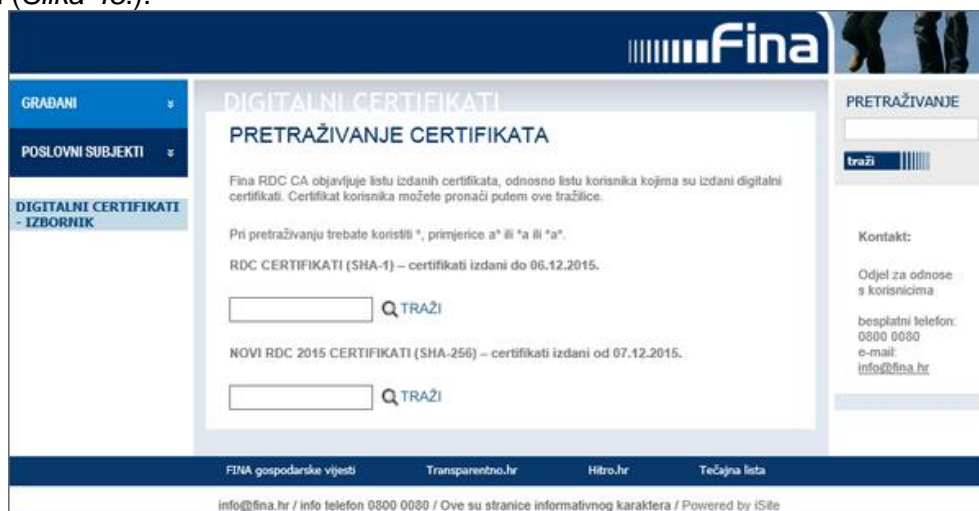 Fina
GRAĐANI
POSLOVNI SUBJEKTI
DIGITALNI CERTIFIKATI
- IZBORNIK
DIGITALNI CERTIFIKATI
PRETRAŽIVANJE CERTIFIKATA
Fina RDC CA objavljuje listu izdanih certifikata, odnosno listu korisnika kojima su izdani digitalni
certifikati. Certifikat korisnika možete pronaći putem ove tražilice.
Pri pretraživanju trebate koristiti *, primjerice a* ili *a ili *a*.
RDC CERTIFIKATI (SHA-1) – certifikati izdani do 06.12.2015.
TRAŽI
NOVI RDC 2015 CERTIFIKATI (SHA-256) – certifikati izdani od 07.12.2015.
TRAŽI
PRETRAŽIVANJE
traži
Kontakt:
Odjel za odnose
s korisnicima
besplatni telefon:
0800 0080
e-mail:
info@fina.hr
FINA gospodarske vijesti
Transparentno.hr
Hitro.hr
Tečajna lista
info@fina.hr / info telefon 0800 0080 / Ove su stranice informativnog karaktera / Powered by iSite